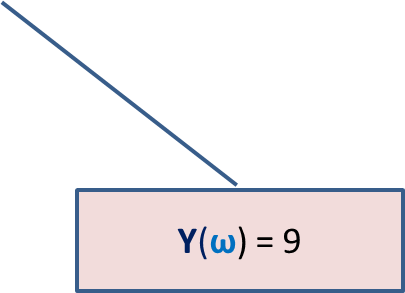 Y(ω) = 9